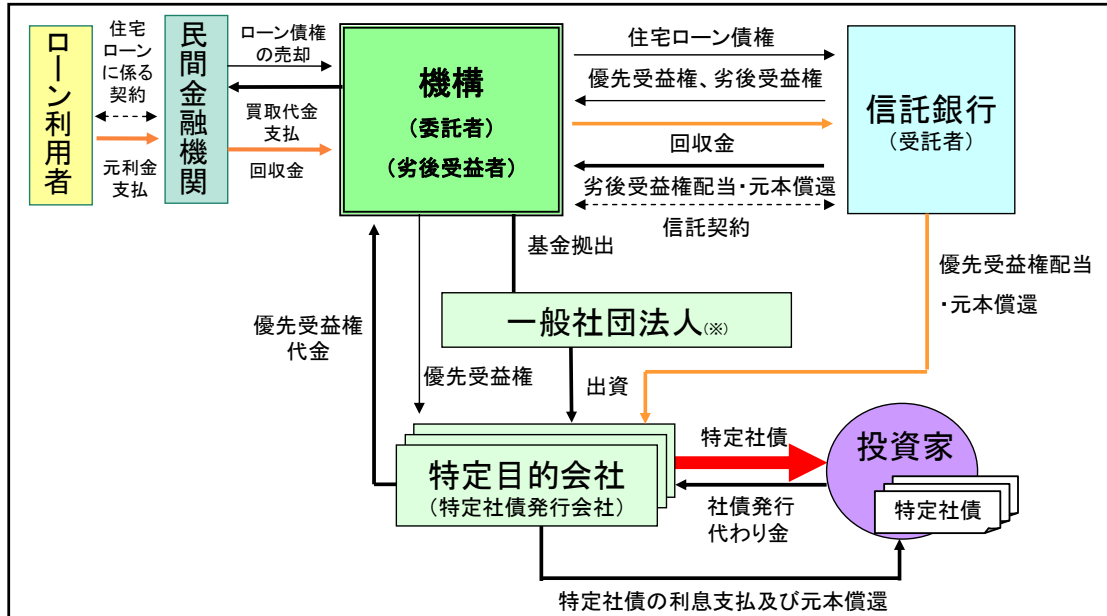 ローン利用者
住宅
ローン
に係る
契約
元利金
支払
民間金融機関
ローン債権
の売却
買取代金
支払
回収金
機構
（委託者）
（劣後受益者）
住宅ローン債権
優先受益権、劣後受益権
回収金
劣後受益権配当・元本償還
信託契約
信託銀行
（受託者）
基金拠出
優先受益権配当
・元本償還
一般社団法人(※)
優先受益権
代金
優先受益権
出資
特定目的会社
（特定社債発行会社）
特定社債
社債発行
代わり金
投資家
特定社債
特定社債の利息支払及び元本償還